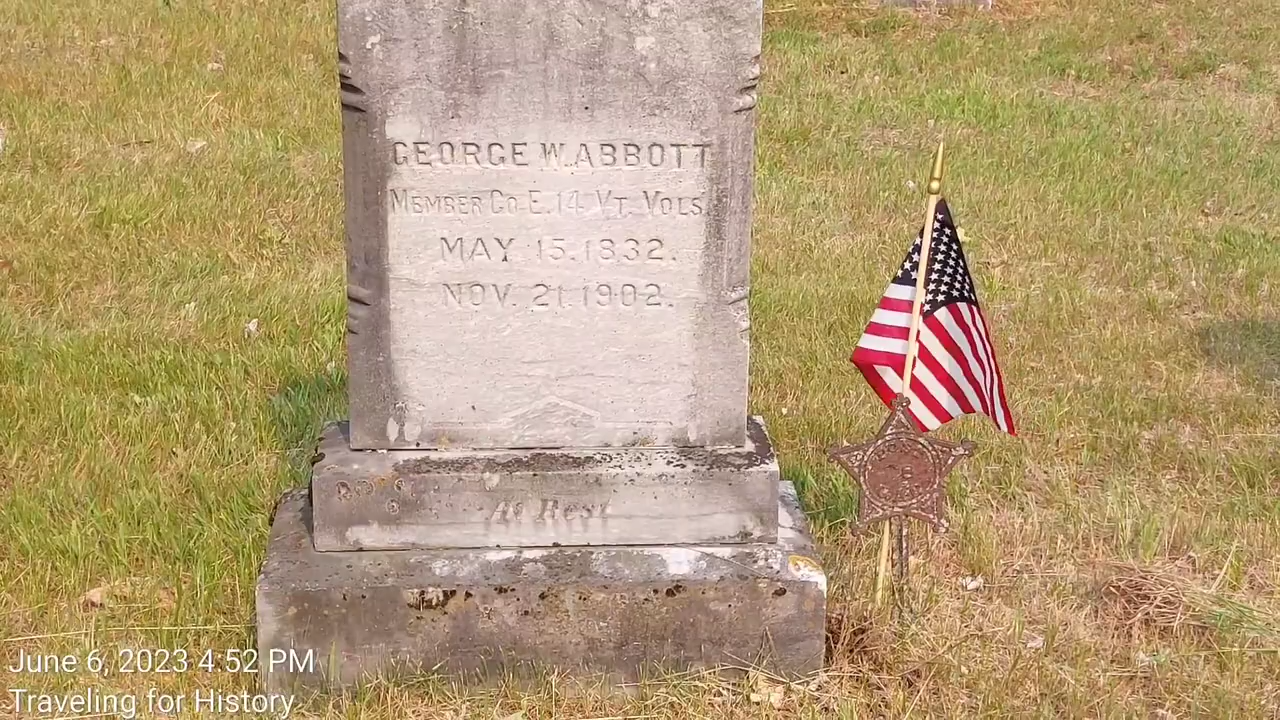 GEORGE W. ABBOTT
MEMBER CO. E. 14 VT. VOLS.
MAY 15. 1832.
NOV. 21. 1902.
At Rest
June 6, 2023 4:52 PM
Traveling for History